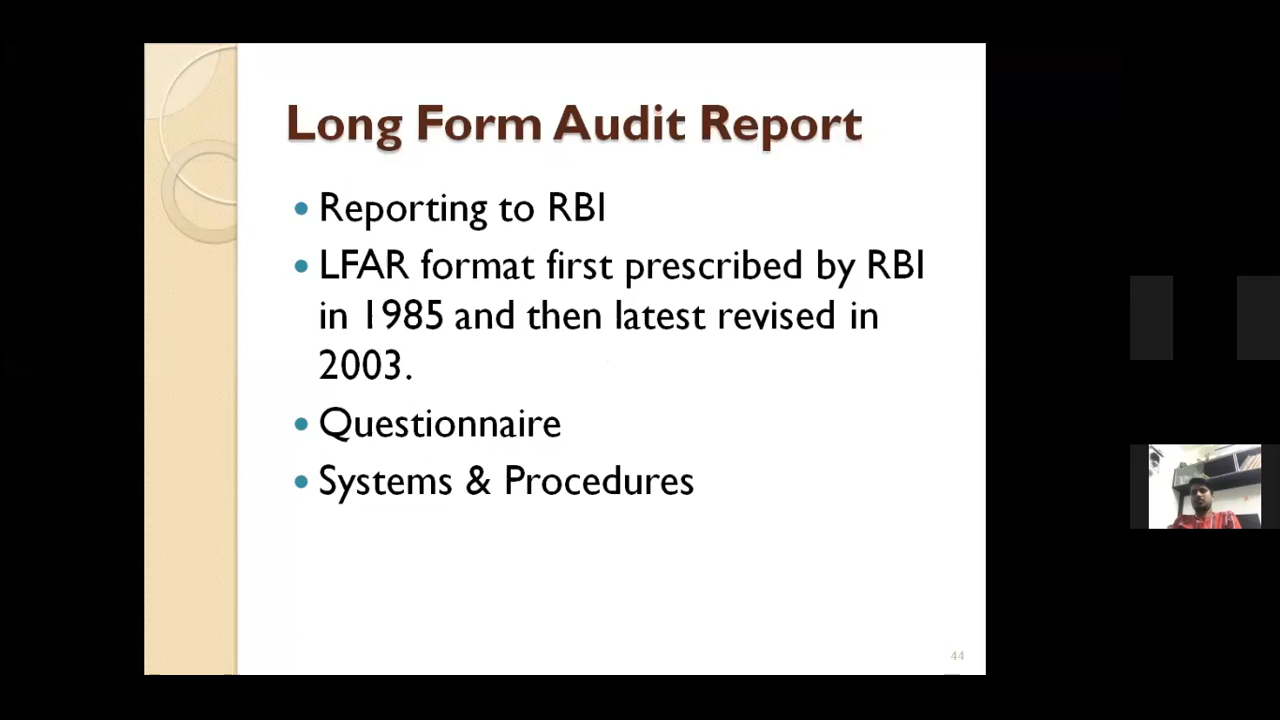 Long Form Audit Report
• Reporting to RBI
• LFAR format first prescribed by RBI
in 1985 and then latest revised in
2003.
• Questionnaire
• Systems & Procedures
44